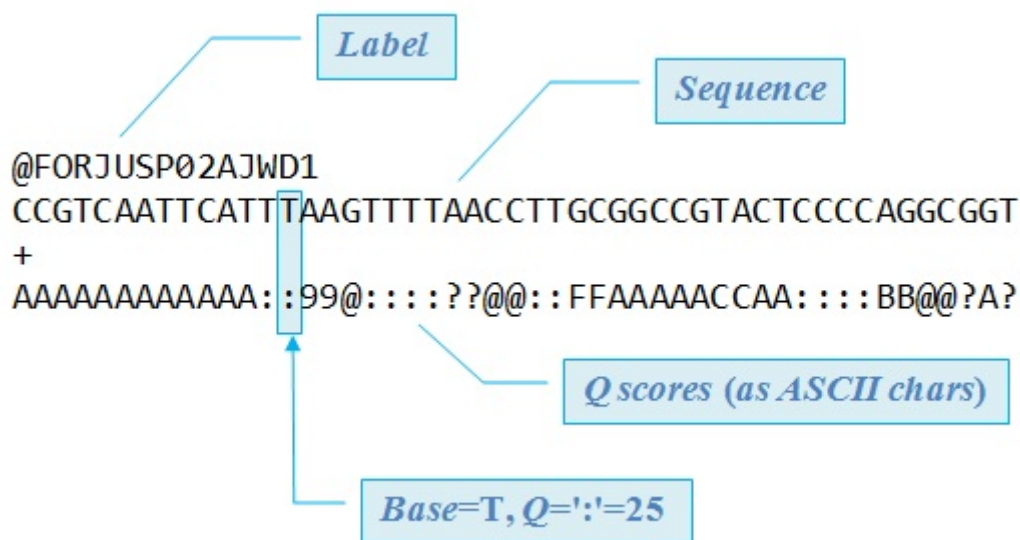 Label
Sequence
@FORJUSP02AJWD1
CCGTCAATTCATTTAAGTTTTAACCTTGCGGCCGTACTCCCCAGGCGGT
+
AAAAAAAAAAAA::99@::::??@@::FFAAAAACCAA::::BB@@?A?
Q scores (as ASCII chars)
Base=T, Q=':'=25